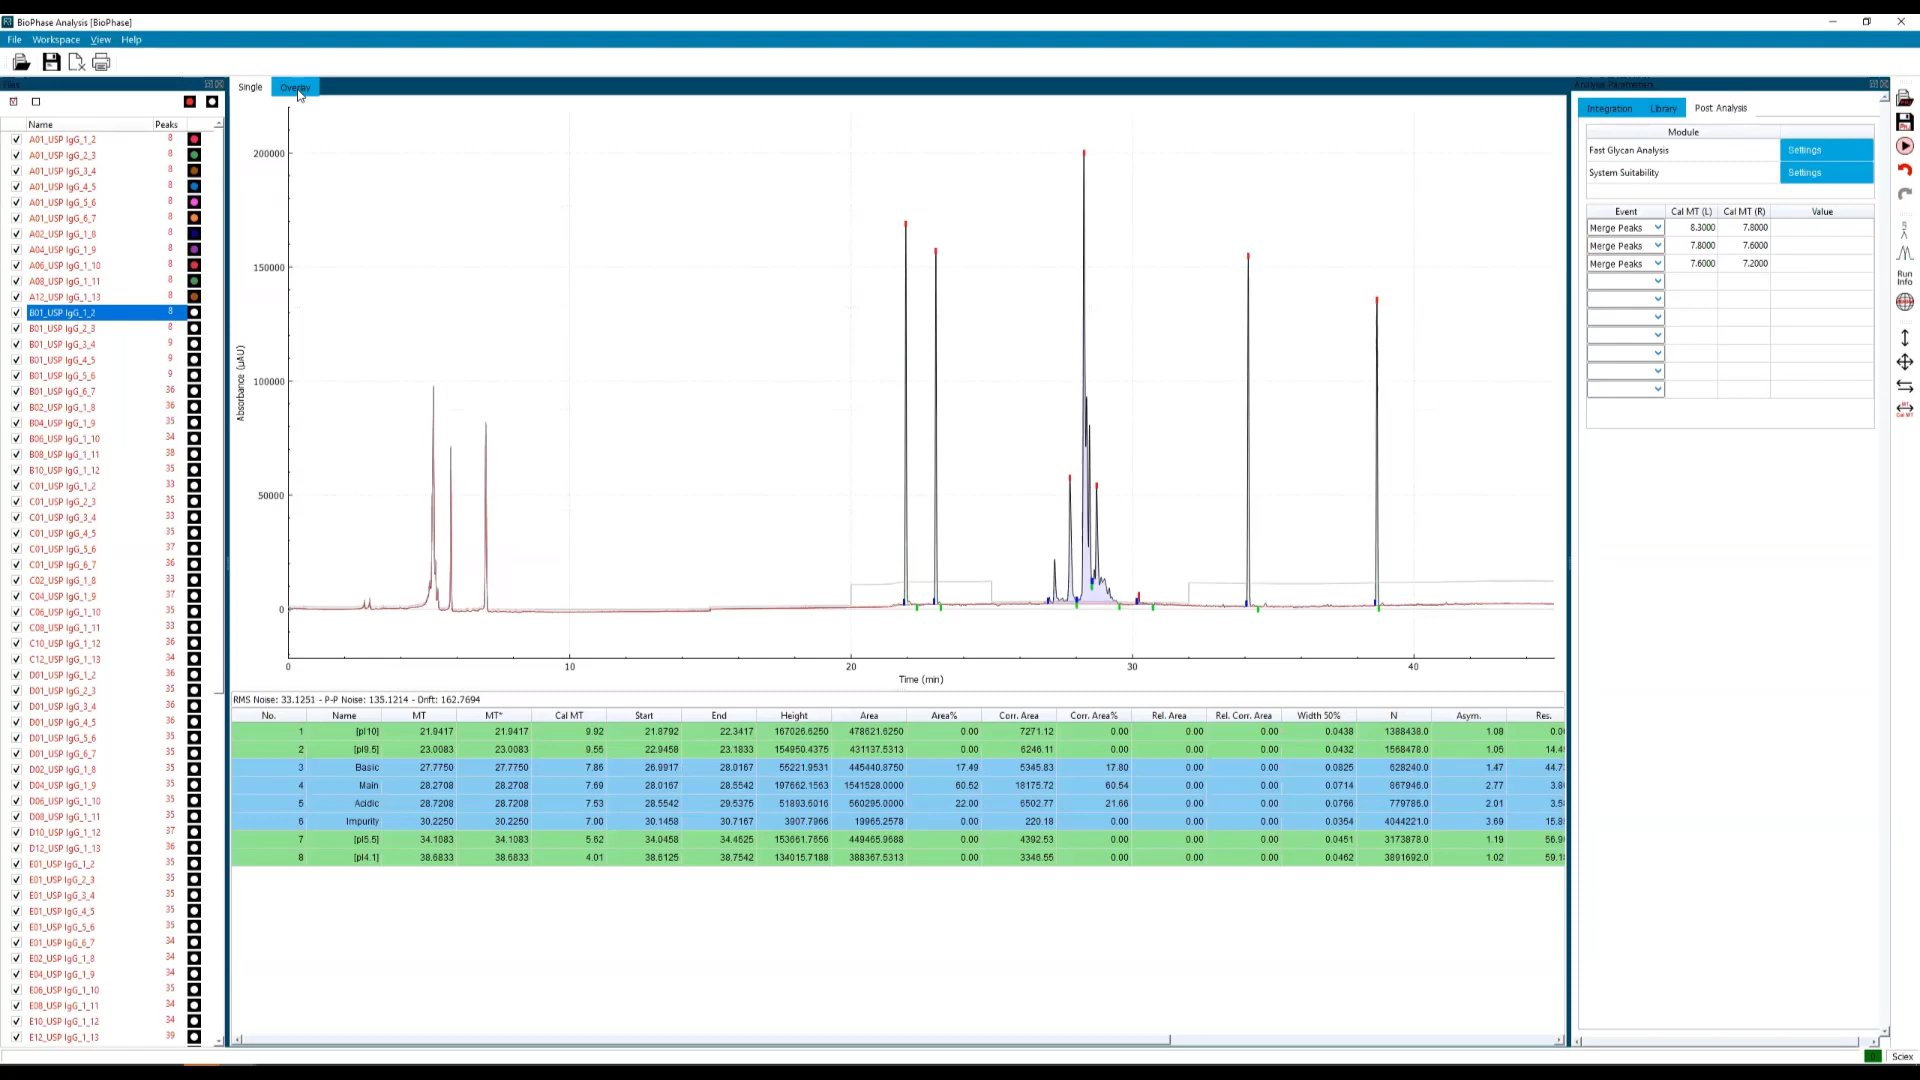 BioPhase Analysis [BioPhase]
File Workspace View Help
Files
Single Overlay
Analysis Parameters
Name Peaks
A01_USP IgG_1_2 8
A01_USP IgG_2_3 8
A01_USP IgG_3_4 8
A01_USP IgG_4_5 8
A01_USP IgG_5_6 8
A01_USP IgG_6_7 8
A02_USP IgG_1_8 8
A04_USP IgG_1_9 8
A06_USP IgG_1_10 8
A08_USP IgG_1_11 8
A12_USP IgG_1_13 8
B01_USP IgG_1_2 8
B01_USP IgG_2_3 8
B01_USP IgG_3_4 9
B01_USP IgG_4_5 9
B01_USP IgG_5_6 9
B01_USP IgG_6_7 36
B02_USP IgG_1_8 36
B04_USP IgG_1_9 35
B06_USP IgG_1_10 34
B08_USP IgG_1_11 38
B10_USP IgG_1_12 35
C01_USP IgG_1_2 33
C01_USP IgG_2_3 35
C01_USP IgG_3_4 33
C01_USP IgG_4_5 35
C01_USP IgG_5_6 37
C01_USP IgG_6_7 36
C02_USP IgG_1_8 33
C04_USP IgG_1_9 37
C06_USP IgG_1_10 35
C08_USP IgG_1_11 33
C10_USP IgG_1_12 36
C12_USP IgG_1_13 34
D01_USP IgG_1_2 36
D01_USP IgG_2_3 35
D01_USP IgG_3_4 36
D01_USP IgG_4_5 36
D01_USP IgG_5_6 35
D01_USP IgG_6_7 35
D02_USP IgG_1_8 35
D04_USP IgG_1_9 35
D06_USP IgG_1_10 35
D08_USP IgG_1_11 35
D10_USP IgG_1_12 37
D12_USP IgG_1_13 36
E01_USP IgG_1_2 35
E01_USP IgG_2_3 35
E01_USP IgG_3_4 35
E01_USP IgG_4_5 35
E01_USP IgG_5_6 35
E01_USP IgG_6_7 34
E02_USP IgG_1_8 34
E04_USP IgG_1_9 34
E06_USP IgG_1_10 35
E08_USP IgG_1_11 34
E10_USP IgG_1_12 34
E12_USP IgG_1_13 39
Absorbance (µAU)
200000
150000
100000
50000
0
0 10 20 30 40
Time (min)
RMS Noise: 33.1251 - P-P Noise: 135.1214 - Drift: 162.7694
No. Name MT MT* Cal MT Start End Height Area Area% Corr. Area Corr. Area% Rel. Area Rel. Corr. Area Width 50% N Asym. Res.
1 [pI10] 21.9417 21.9417 9.92 21.8792 22.3417 167026.6250 478621.6250 0.00 7271.12 0.00 0.00 0.00 0.0438 1388438.0 1.08 0.0
2 [pI9.5] 23.0083 23.0083 9.56 22.9458 23.1833 154950.4375 431137.5313 0.00 6246.11 0.00 0.00 0.00 0.0432 1568478.0 1.05 14.4
3 Basic 27.7750 27.7750 7.86 26.9917 28.0167 55221.9531 445440.8750 17.49 5345.83 17.80 0.00 0.00 0.0825 628240.0 1.47 44.7
4 Main 28.2708 28.2708 7.69 28.0167 28.5542 197662.1563 1541528.0000 60.52 18175.72 60.54 0.00 0.00 0.0714 867946.0 2.77 3.8
5 Acidic 28.7208 28.7208 7.53 28.5542 29.5375 51893.6016 560295.0000 22.00 6502.77 21.66 0.00 0.00 0.0766 779786.0 2.01 3.5
6 Impurity 30.2250 30.2250 7.00 30.1458 30.7167 3907.7966 19965.2578 0.00 220.18 0.00 0.00 0.00 0.0354 4044221.0 3.69 15.8
7 [pI5.5] 34.1083 34.1083 5.62 34.0458 34.4625 153661.7656 449465.9688 0.00 4392.53 0.00 0.00 0.00 0.0451 3173878.0 1.19 56.9
8 [pI4.1] 38.6833 38.6833 4.01 38.6125 38.7542 134015.7188 388367.5313 0.00 3346.55 0.00 0.00 0.00 0.0462 3891692.0 1.02 59.1
Integration Library Post Analysis
Module
Fast Glycan Analysis Settings
System Suitability Settings
Event Cal MT (L) Cal MT (R) Value
Merge Peaks 8.3000 7.8000
Merge Peaks 7.8000 7.6000
Merge Peaks 7.6000 7.2000
Run
Info
Sciex